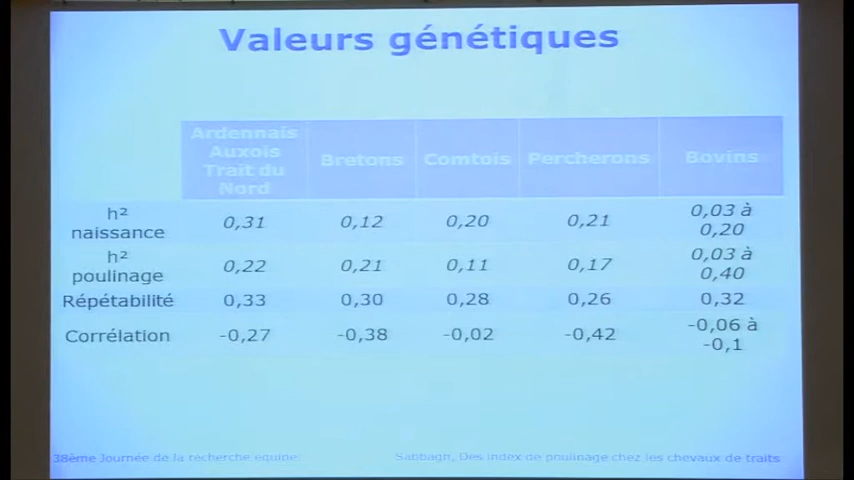 Valeurs génétiques
Ardennais
Auxois
Trait du
Nord
Bretons
Comtois
Percherons
Bovins
h²
naissance
0,31
0,12
0,20
0,21
0,03 à
0,20
h²
poulinage
0,22
0,21
0,11
0,17
0,03 à
0,40
Répétabilité
0,33
0,30
0,28
0,26
0,32
Corrélation
-0,27
-0,38
-0,02
-0,42
-0,06 à
-0,1
38ème Journée de la recherche équine
Sabbagh, Des index de poulinage chez les chevaux de traits